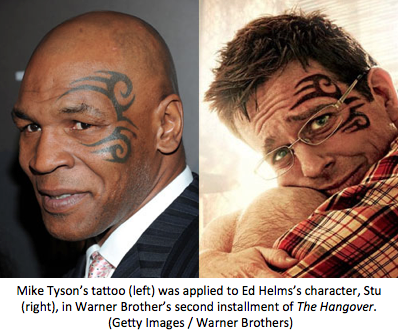 Mike Tyson’s tattoo (left) was applied to Ed Helms’s character, Stu
(right), in Warner Brother’s second installment of The Hangover.
(Getty Images / Warner Brothers)